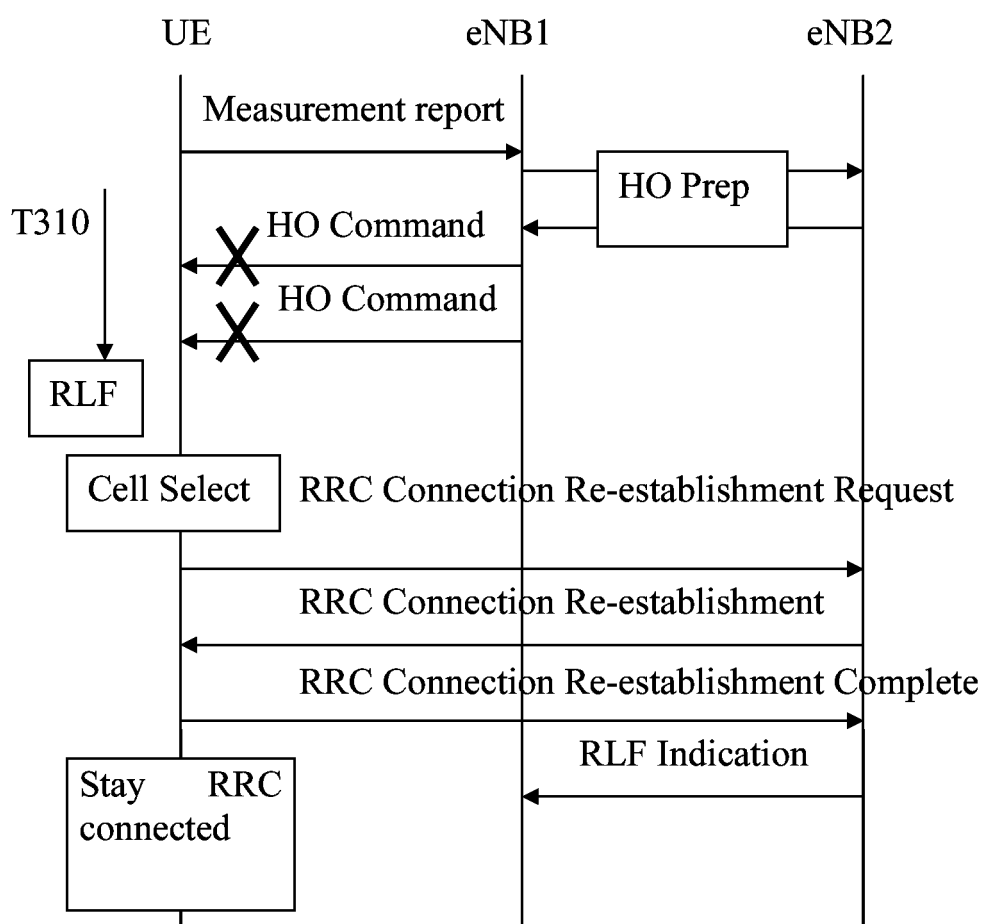 UE eNB1 eNB2
Measurement report
HO Prep
T310
HO Command
HO Command
RLF
Cell Select
RRC Connection Re-establishment Request
RRC Connection Re-establishment
RRC Connection Re-establishment Complete
RLF Indication
Stay RRC
connected